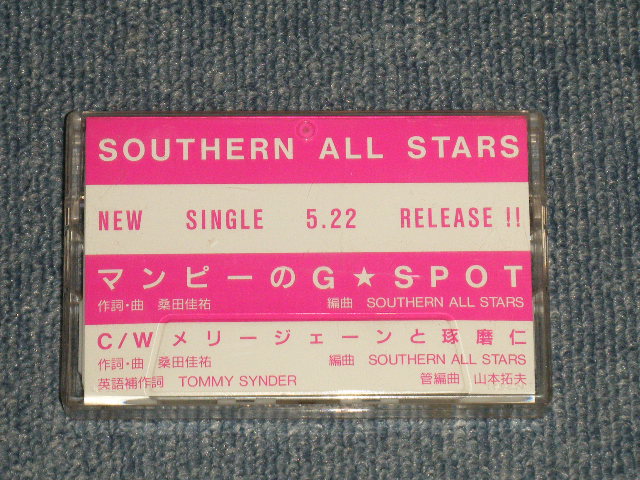 SOUTHERN ALL STARS
NEW SINGLE 5.22 RELEASE!!
マンピーのG★SPOT
作詞・曲 桑田佳祐 編曲 SOUTHERN ALL STARS
C/W メリージェーンと琢磨仁
作詞・曲 桑田佳祐 編曲 SOUTHERN ALL STARS
英語補作詞 TOMMY SYNDER 管編曲 山本拓夫